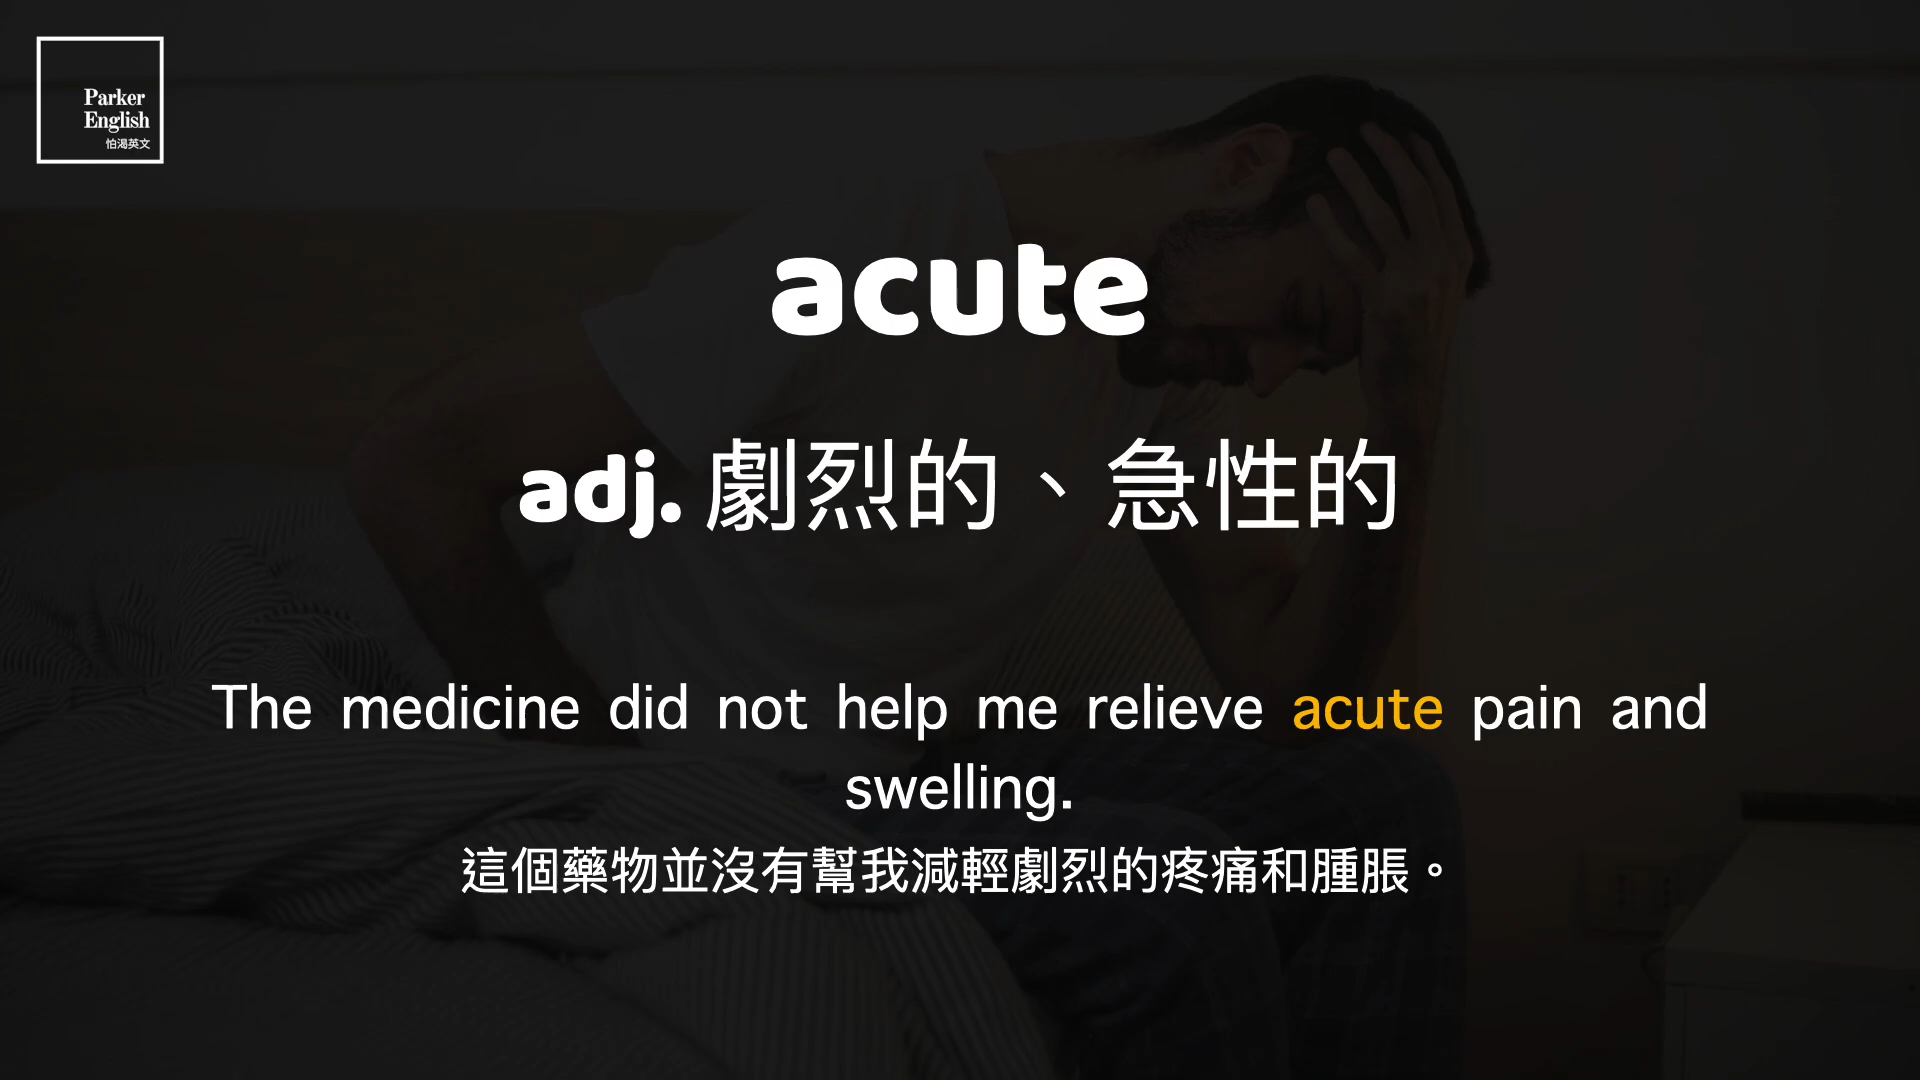 Parker
English
怕渴英文
acute
adj. 劇烈的、急性的
The medicine did not help me relieve acute pain and
swelling.
這個藥物並沒有幫我減輕劇烈的疼痛和腫脹。